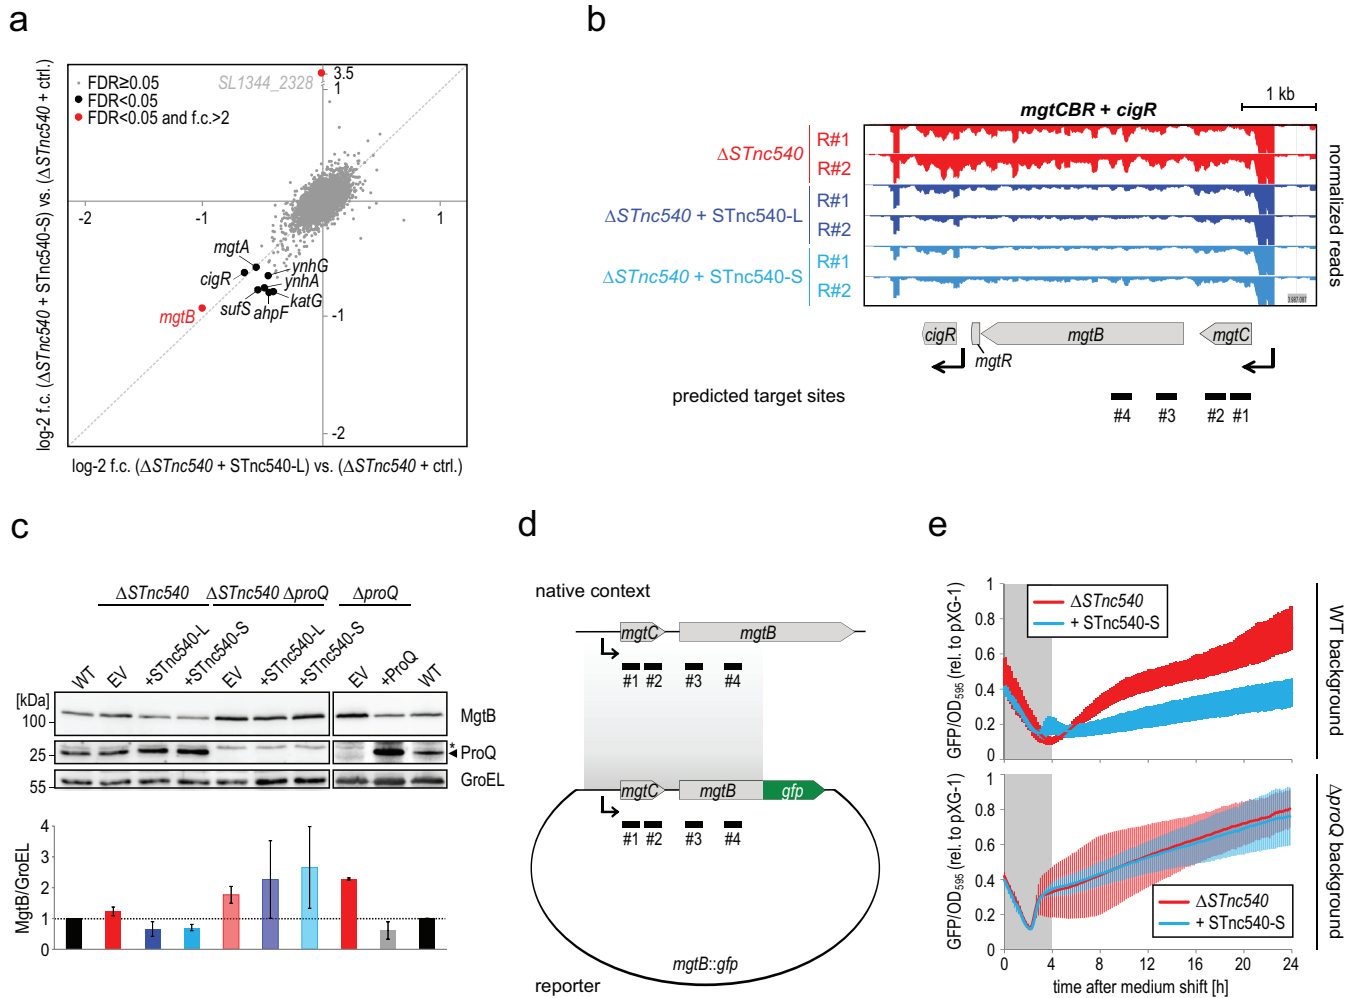 a
FDR≥0.05
FDR<0.05
FDR<0.05 and f.c.>2
SL1344_2328
3.5
1
-2
-1
1
-1
-2
mgtA
cigR
ynhG
ynhA
katG
sufS
ahpF
mgtB
log-2 f.c. (ΔSTnc540 + STnc540-S) vs. (ΔSTnc540 + ctrl.)
log-2 f.c. (ΔSTnc540 + STnc540-L) vs. (ΔSTnc540 + ctrl.)
b
1 kb
mgtCBR + cigR
ΔSTnc540
R#1
R#2
ΔSTnc540 + STnc540-L
R#1
R#2
ΔSTnc540 + STnc540-S
R#1
R#2
normalized reads
cigR
mgtR
mgtB
mgtC
predicted target sites
#4
#3
#2
#1
c
ΔSTnc540
ΔSTnc540 ΔproQ
ΔproQ
WT
EV
+STnc540-L
+STnc540-S
EV
+STnc540-L
+STnc540-S
EV
+ProQ
WT
[kDa]
100
MgtB
25
*
ProQ
55
GroEL
MgtB/GroEL
4
3
2
1
0
d
native context
mgtC
mgtB
#1
#2
#3
#4
mgtC
mgtB
gfp
#1
#2
#3
#4
mgtB::gfp
reporter
e
GFP/OD595 (rel. to pXG-1)
1
0.8
0.6
0.4
0.2
0
ΔSTnc540
+ STnc540-S
WT background
GFP/OD595 (rel. to pXG-1)
1
0.8
0.6
0.4
0.2
0
ΔSTnc540
+ STnc540-S
ΔproQ background
0
4
8
12
16
20
24
time after medium shift [h]